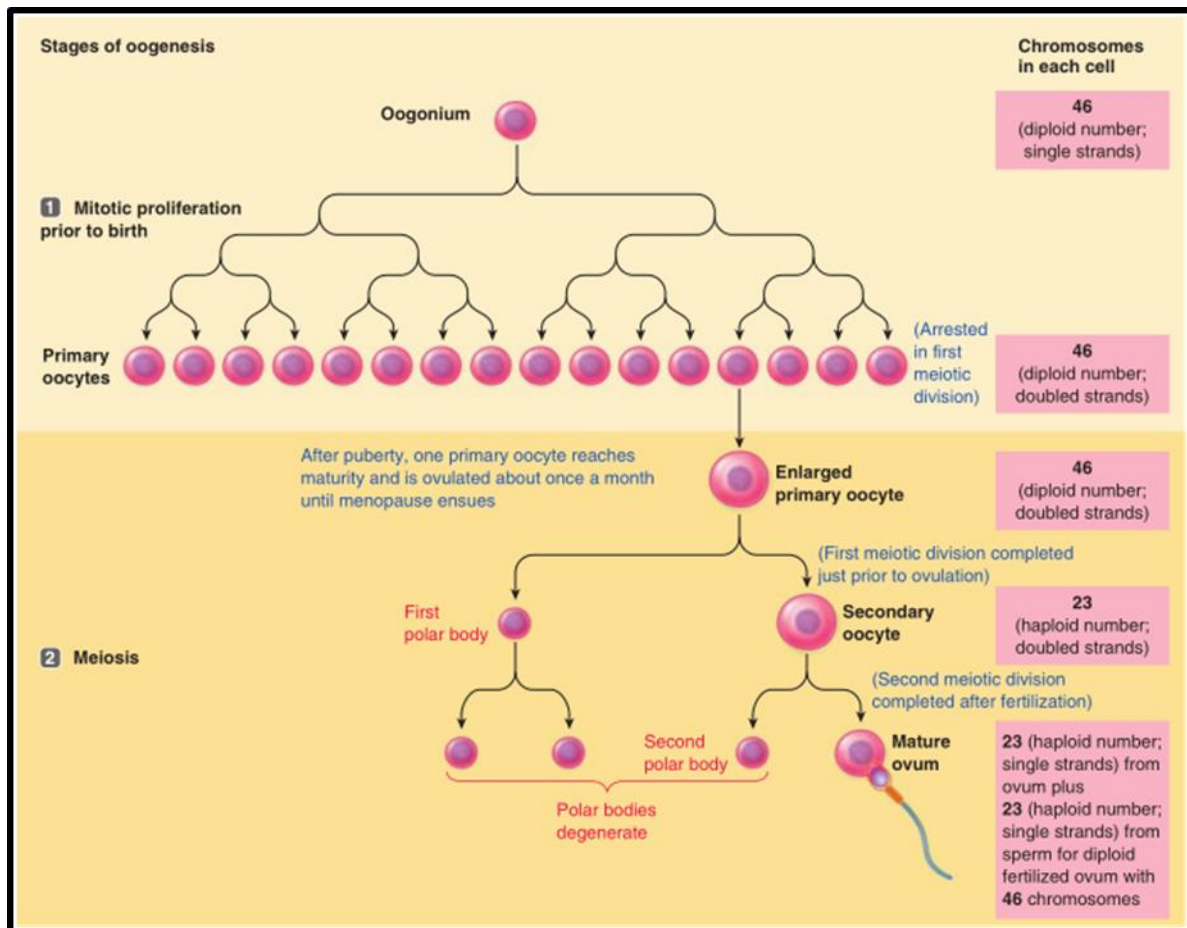 Stages of oogenesis
Chromosomes
in each cell
Oogonium
46
(diploid number;
single strands)
1 Mitotic proliferation
prior to birth
Primary
oocytes
(Arrested
in first
meiotic
division)
46
(diploid number;
doubled strands)
After puberty, one primary oocyte reaches
maturity and is ovulated about once a month
until menopause ensues
Enlarged
primary oocyte
46
(diploid number;
doubled strands)
(First meiotic division completed
just prior to ovulation)
First
polar body
Secondary
oocyte
23
(haploid number;
doubled strands)
2 Meiosis
(Second meiotic division
completed after fertilization)
Second
polar body
Mature
ovum
Polar bodies
degenerate
23 (haploid number;
single strands) from
ovum plus
23 (haploid number;
single strands) from
sperm for diploid
fertilized ovum with
46 chromosomes